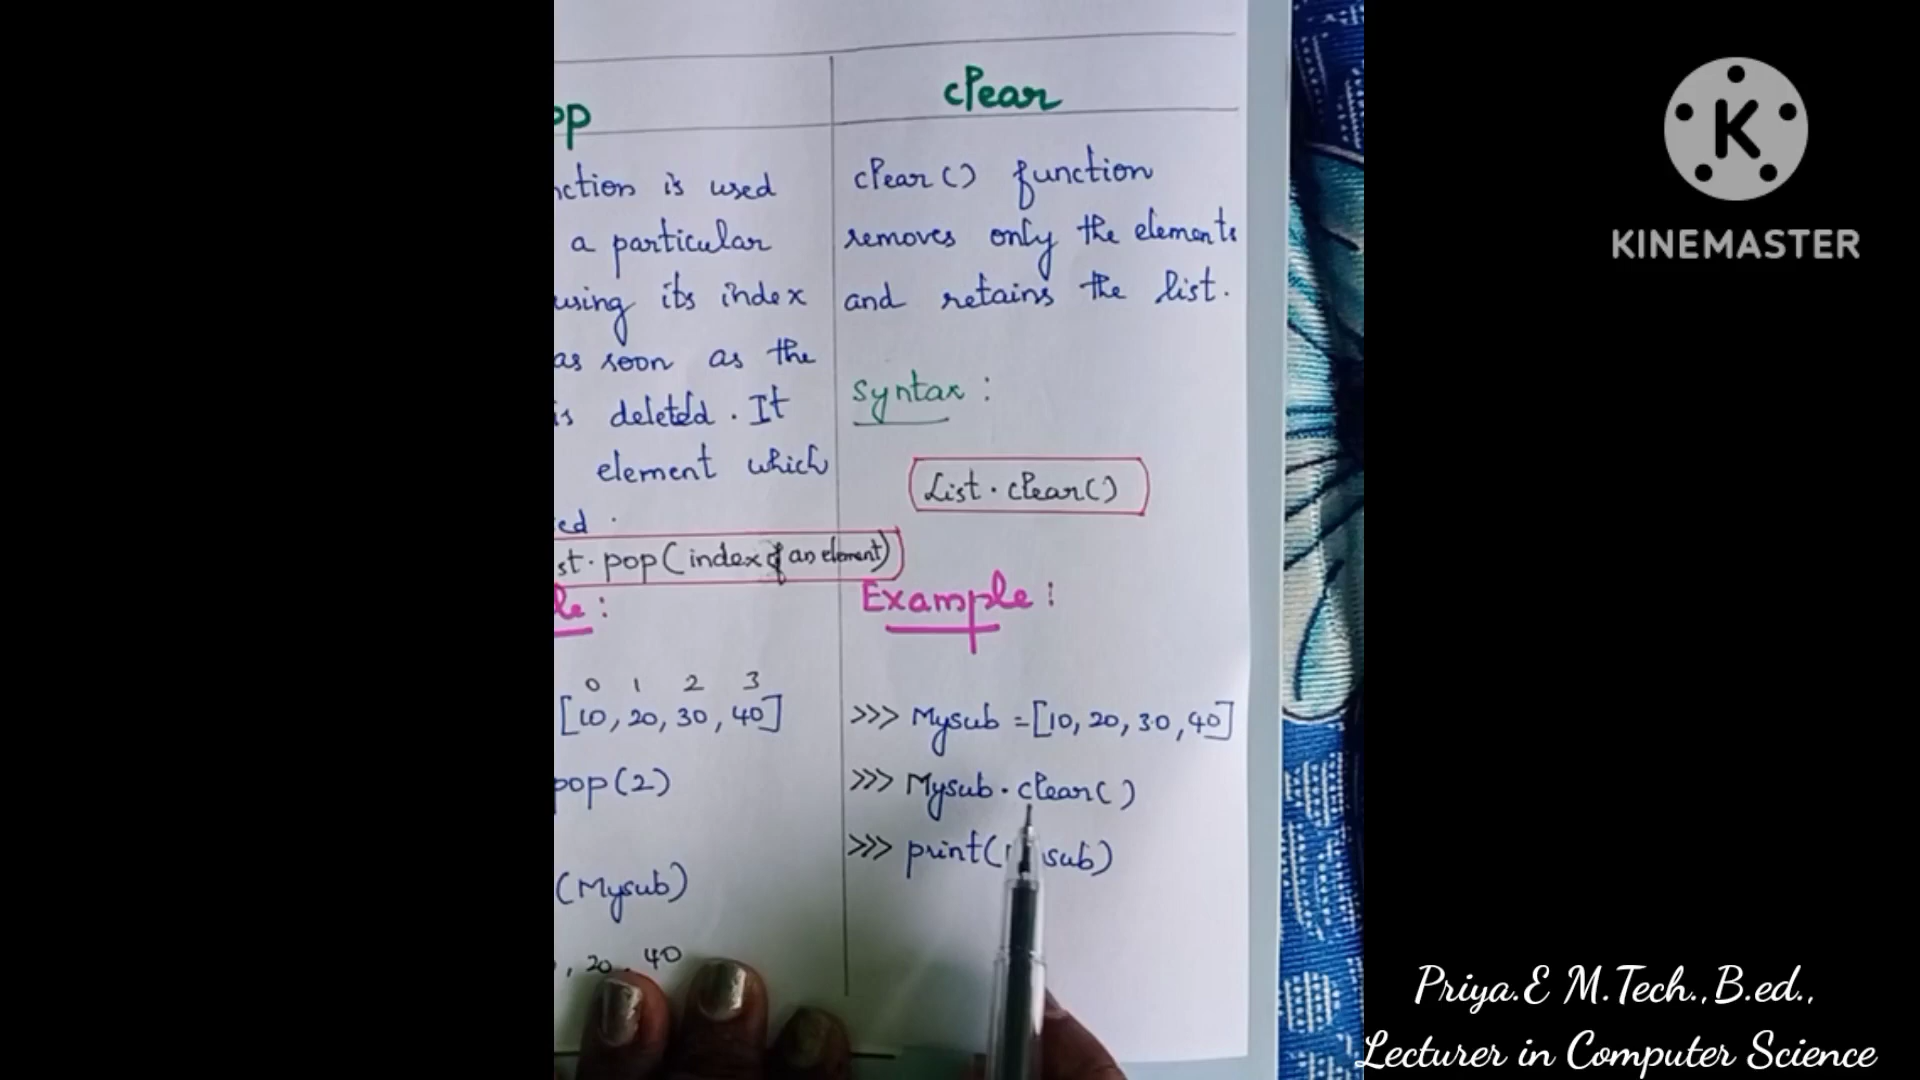 pp
clear
ction is used
a particular
using its index
as soon as the
is deleted. It
element which
ed.
st.pop(index of an element)
le:
0 1 2 3
[10, 20, 30, 40]
pop(2)
(Mysub)
, 20, 40
clear() function
removes only the elements
and retains the list.
Syntax:
List.clear()
Example:
>>> Mysub =[10, 20, 30, 40]
>>> Mysub.clear()
>>> print( sub)
KINEMASTER
Priya.E M.Tech.,B.ed.,
Lecturer in Computer Science